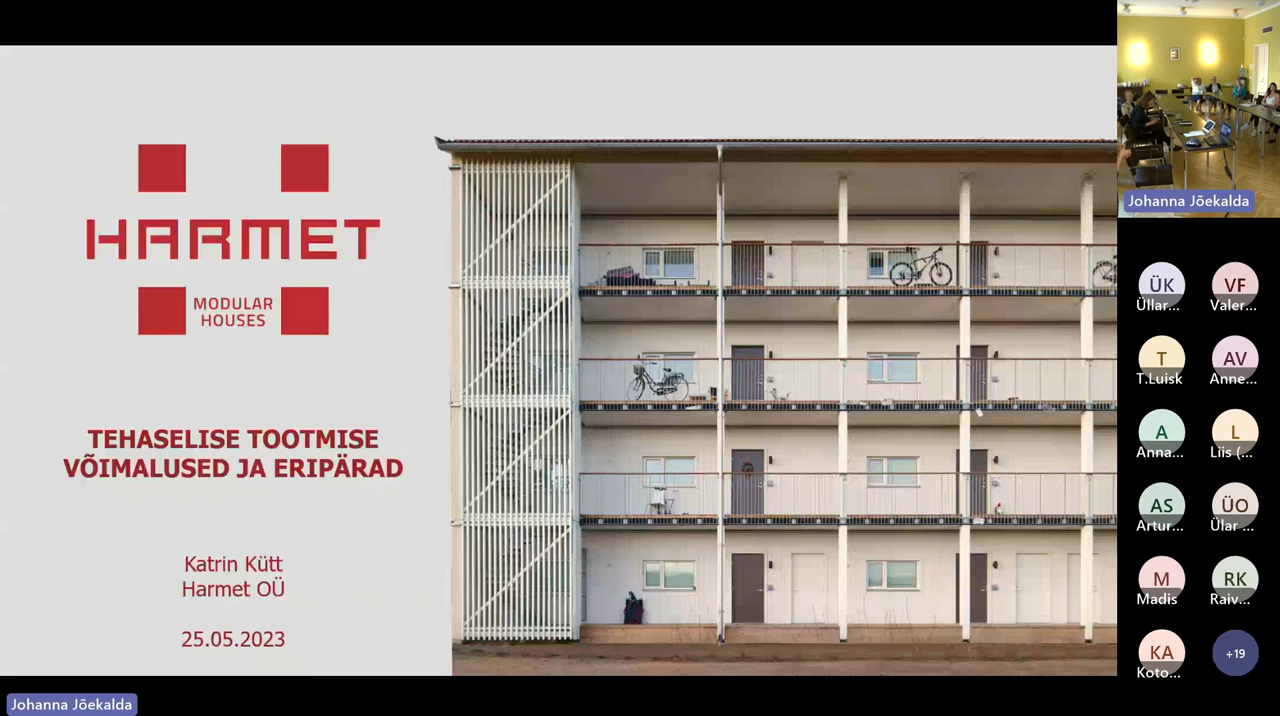 HARMET
MODULAR
HOUSES
TEHASELISE TOOTMISE
VÕIMALUSED JA ERIPÄRAD
Katrin Kütt
Harmet OÜ
25.05.2023
Johanna Jõekalda
Johanna Jõekalda
ÜK
Üllar...
VF
Valer...
T
T.Luisk
AV
Anne...
A
Anna...
L
Liis (...
AS
Artur...
ÜO
Ülar ...
M
Madis
RK
Raiv...
KA
Koto...
+19